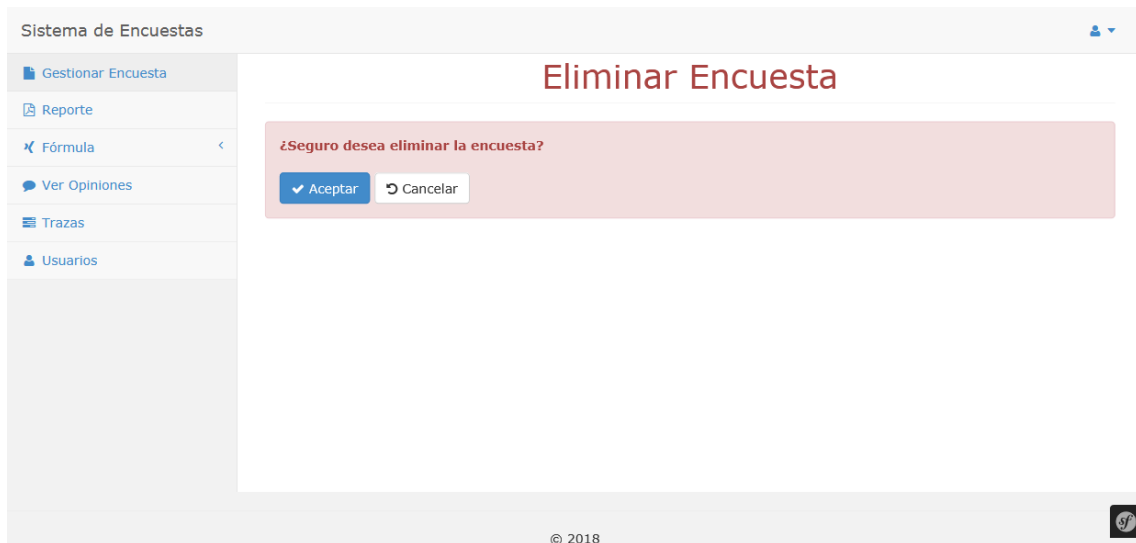 Sistema de Encuestas
Gestionar Encuesta
Reporte
Fórmula
Ver Opiniones
Trazas
Usuarios
Eliminar Encuesta
¿Seguro desea eliminar la encuesta?
Aceptar Cancelar
© 2018
sf